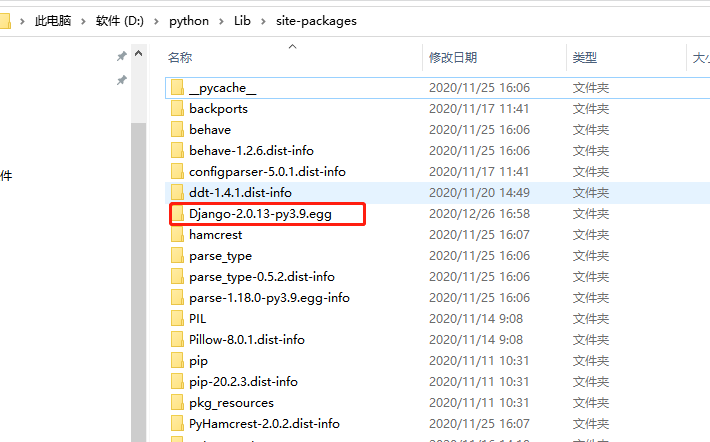 此电脑 > 软件 (D:) > python > Lib > site-packages
名称 修改日期 类型 大小
__pycache__ 2020/11/25 16:06 文件夹
backports 2020/11/17 11:41 文件夹
behave 2020/11/25 16:06 文件夹
behave-1.2.6.dist-info 2020/11/25 16:06 文件夹
件 configparser-5.0.1.dist-info 2020/11/17 11:41 文件夹
ddt-1.4.1.dist-info 2020/11/20 14:49 文件夹
Django-2.0.13-py3.9.egg 2020/12/26 16:58 文件夹
hamcrest 2020/11/25 16:07 文件夹
parse_type 2020/11/25 16:06 文件夹
parse_type-0.5.2.dist-info 2020/11/25 16:06 文件夹
parse-1.18.0-py3.9.egg-info 2020/11/25 16:06 文件夹
PIL 2020/11/14 9:08 文件夹
Pillow-8.0.1.dist-info 2020/11/14 9:08 文件夹
pip 2020/11/11 10:31 文件夹
pip-20.2.3.dist-info 2020/11/11 10:31 文件夹
pkg_resources 2020/11/11 10:31 文件夹
PyHamcrest-2.0.2.dist-info 2020/11/25 16:07 文件夹